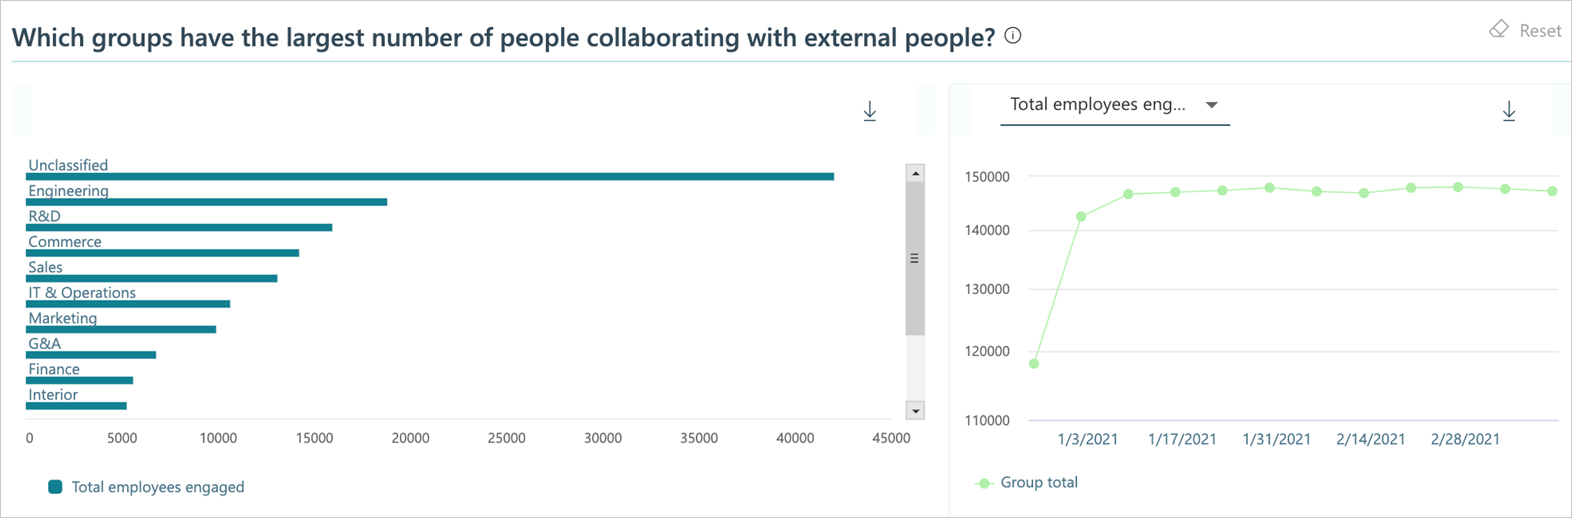 Which groups have the largest number of people collaborating with external people?
Reset
Unclassified
Engineering
R&D
Commerce
Sales
IT & Operations
Marketing
G&A
Finance
Interior
0 5000 10000 15000 20000 25000 30000 35000 40000 45000
Total employees engaged
Total employees eng...
150000
140000
130000
120000
110000
1/3/2021 1/17/2021 1/31/2021 2/14/2021 2/28/2021
Group total